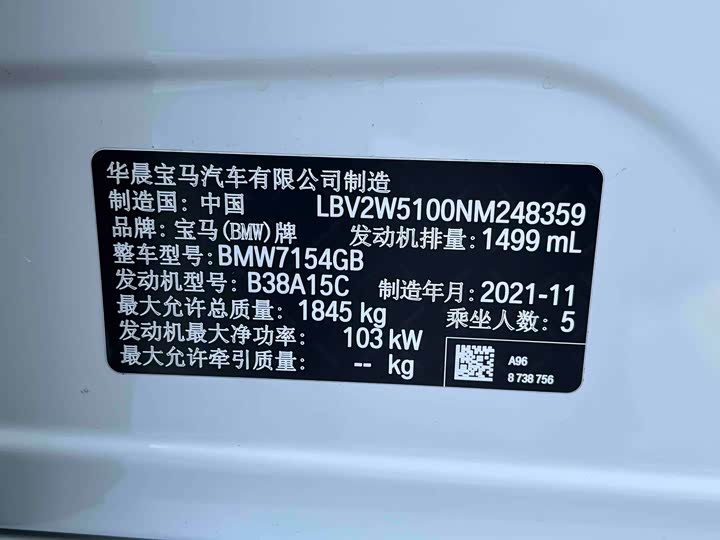 华晨宝马汽车有限公司制造
制造国: 中国 LBV2W5100NM248359
品牌: 宝马(BMW)牌 发动机排量: 1499 mL
整车型号: BMW7154GB
发动机型号: B38A15C 制造年月: 2021-11
最大允许总质量: 1845 kg 乘坐人数: 5
发动机最大净功率: 103 kW
最大允许牵引质量: -- kg
A96
8 738 756